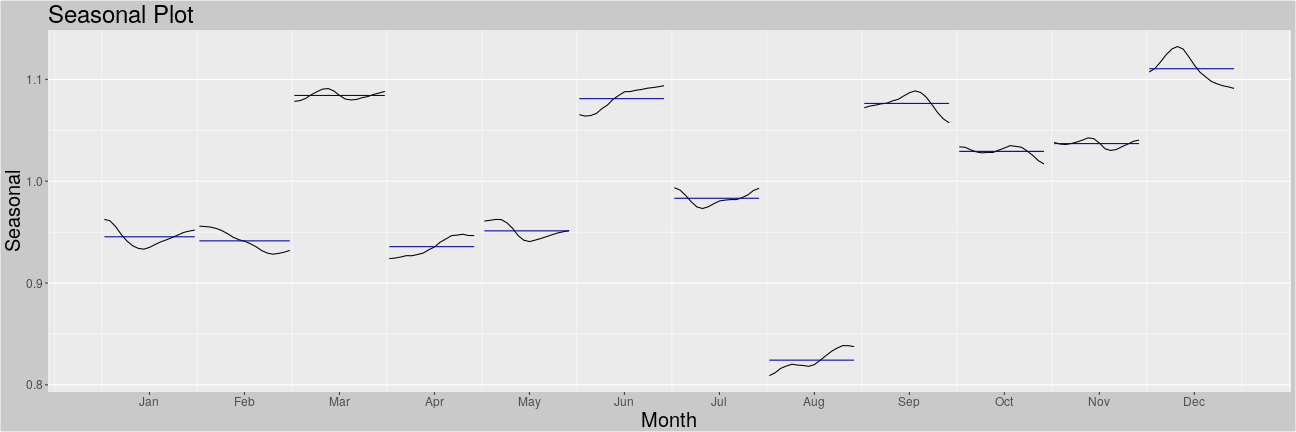 Seasonal Plot
Seasonal
1.1
1.0
0.9
0.8
Jan Feb Mar Apr May Jun Jul Aug Sep Oct Nov Dec
Month